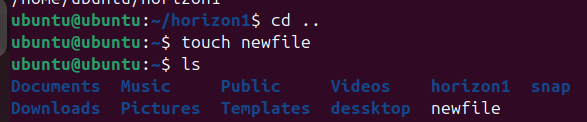 /home/ubuntu/horizon1
ubuntu@ubuntu:~/horizon1$ cd ..
ubuntu@ubuntu:~$ touch newfile
ubuntu@ubuntu:~$ ls
Documents Music Public Videos horizon1 snap
Downloads Pictures Templates dessktop newfile